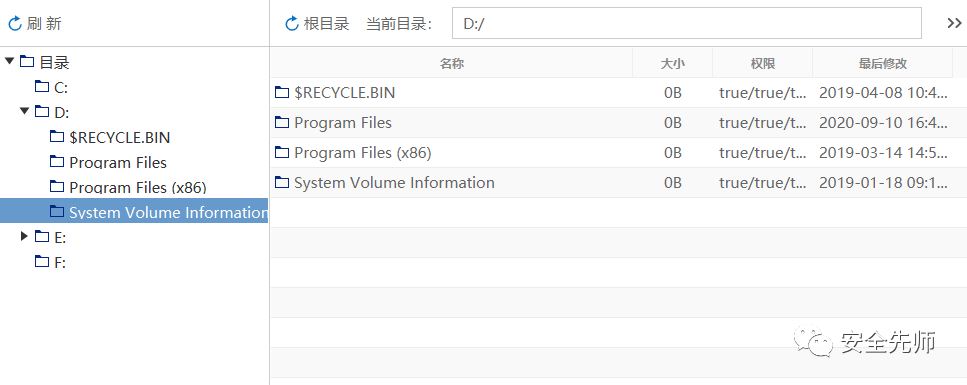 刷 新
根目录 当前目录: D:/ >>
目录
C:
D:
$RECYCLE.BIN
Program Files
Program Files (x86)
System Volume Information
E:
F:
名称 大小 权限 最后修改
$RECYCLE.BIN 0B true/true/t... 2019-04-08 10:4...
Program Files 0B true/true/t... 2020-09-10 16:4...
Program Files (x86) 0B true/true/t... 2019-03-14 14:5...
System Volume Information 0B true/true/t... 2019-01-18 09:1...
安全先师